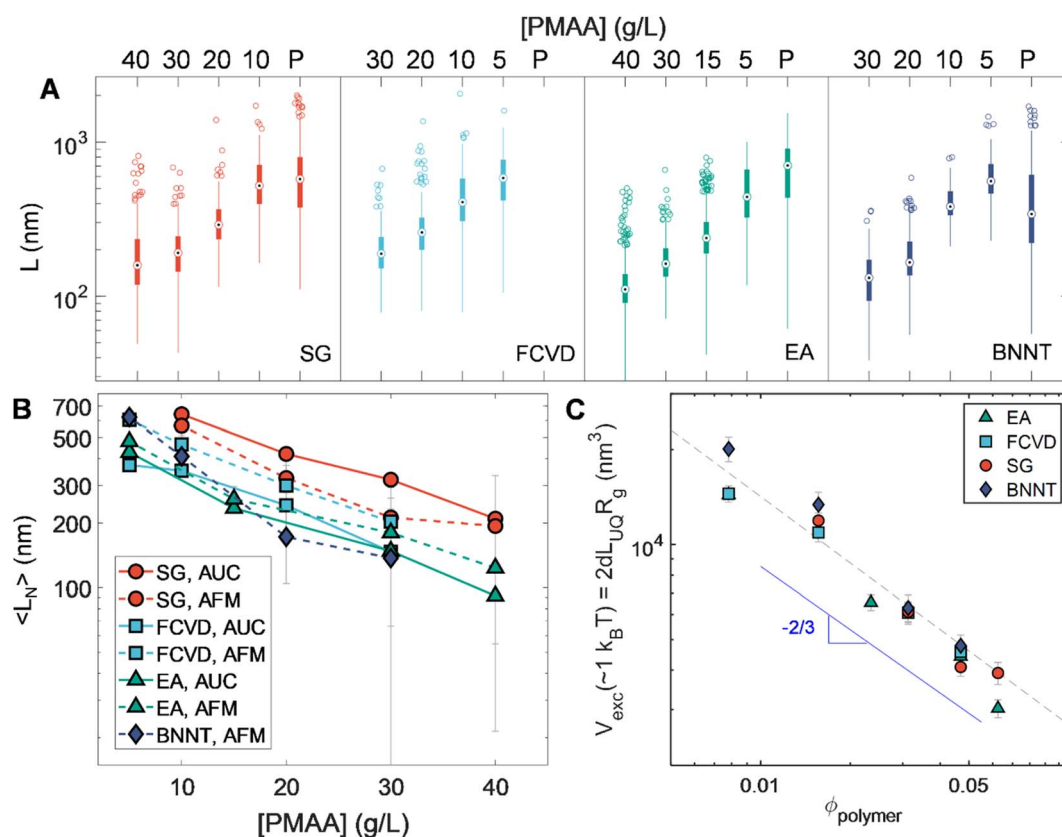 [PMAA] (g/L)
40 30 20 10 P 30 20 10 5 P 40 30 15 5 P 30 20 10 5 P
A
L (nm)
10³
10²
SG FCVD EA BNNT
B
<L_N> (nm)
700
500
300
200
100
SG, AUC
SG, AFM
FCVD, AUC
FCVD, AFM
EA, AUC
EA, AFM
BNNT, AFM
10 20 30 40
[PMAA] (g/L)
C
V_exc(~1 k_BT) = 2dL_UQR_g (nm³)
10⁴
EA
FCVD
SG
BNNT
-2/3
0.01 0.05
ϕ_polymer